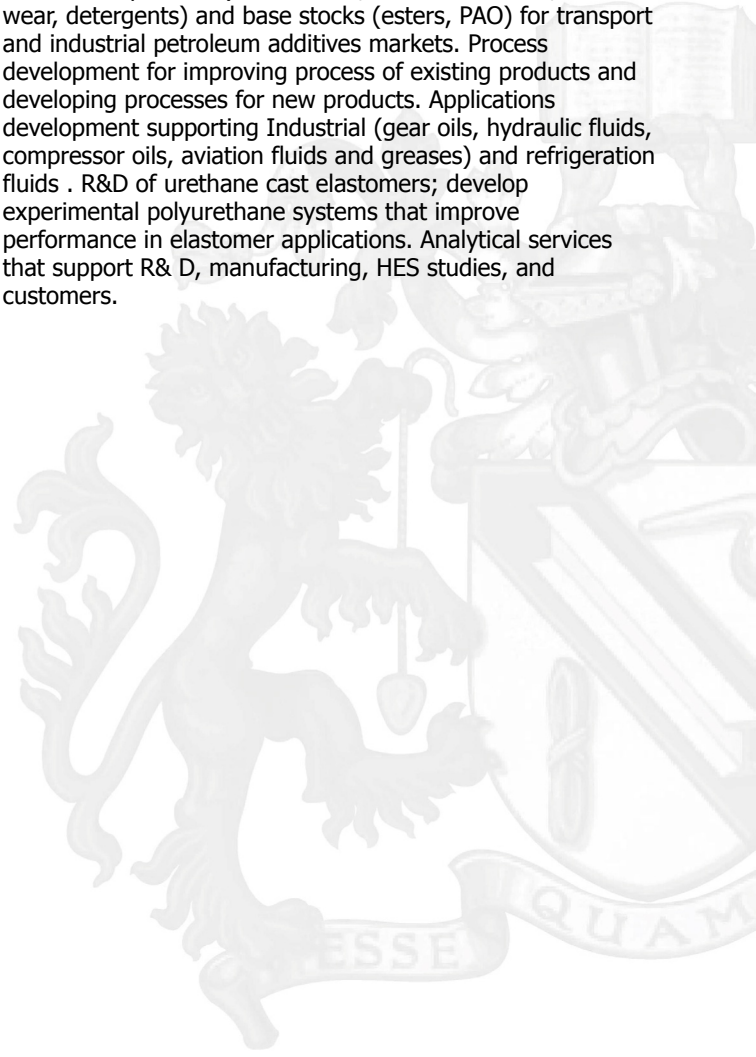 wear, detergents) and base stocks (esters, PAO) for transport
and industrial petroleum additives markets. Process
development for improving process of existing products and
developing processes for new products. Applications
development supporting Industrial (gear oils, hydraulic fluids,
compressor oils, aviation fluids and greases) and refrigeration
fluids . R&D of urethane cast elastomers; develop
experimental polyurethane systems that improve
performance in elastomer applications. Analytical services
that support R& D, manufacturing, HES studies, and
customers.
ESSE
QUAM